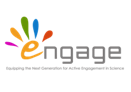 engage
Equipping the Next Generation for Active Engagement in Science